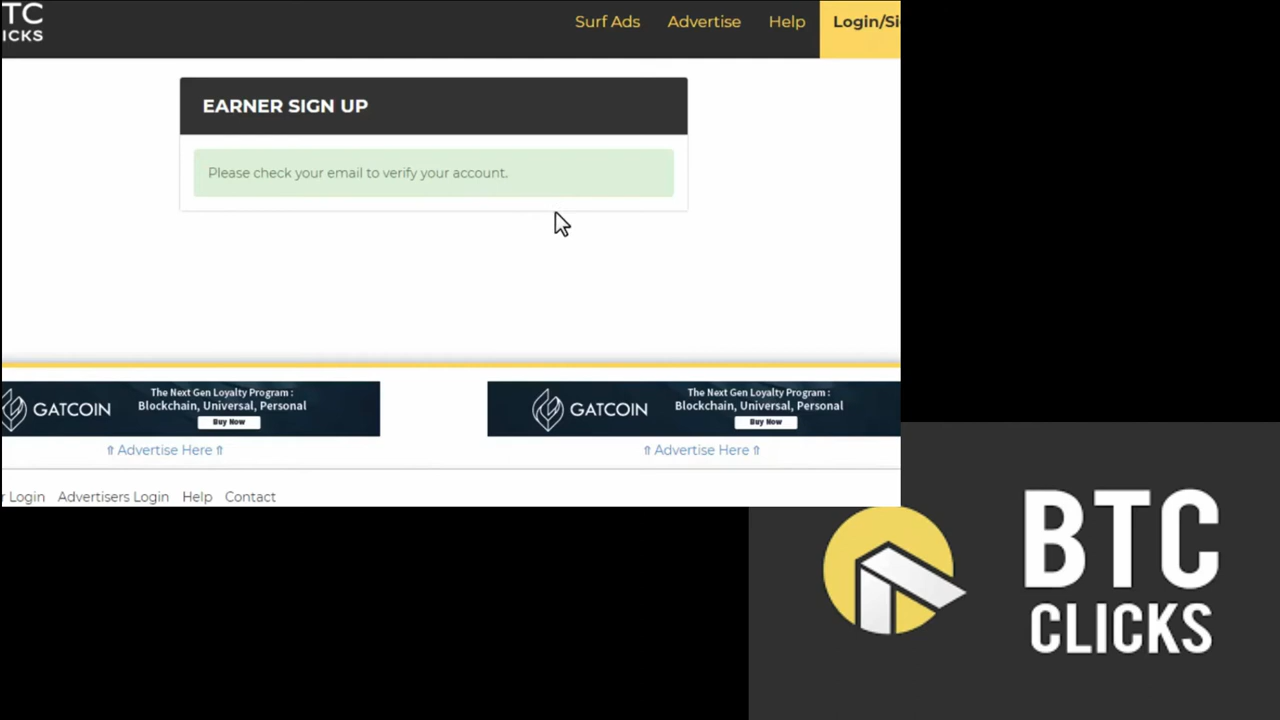 TC
ICKS
Surf Ads Advertise Help Login/Si
EARNER SIGN UP
Please check your email to verify your account.
GATCOIN
The Next Gen Loyalty Program :
Blockchain, Universal, Personal
Buy Now
⇑ Advertise Here ⇑
GATCOIN
The Next Gen Loyalty Program :
Blockchain, Universal, Personal
Buy Now
⇑ Advertise Here ⇑
r Login Advertisers Login Help Contact
BTC
CLICKS